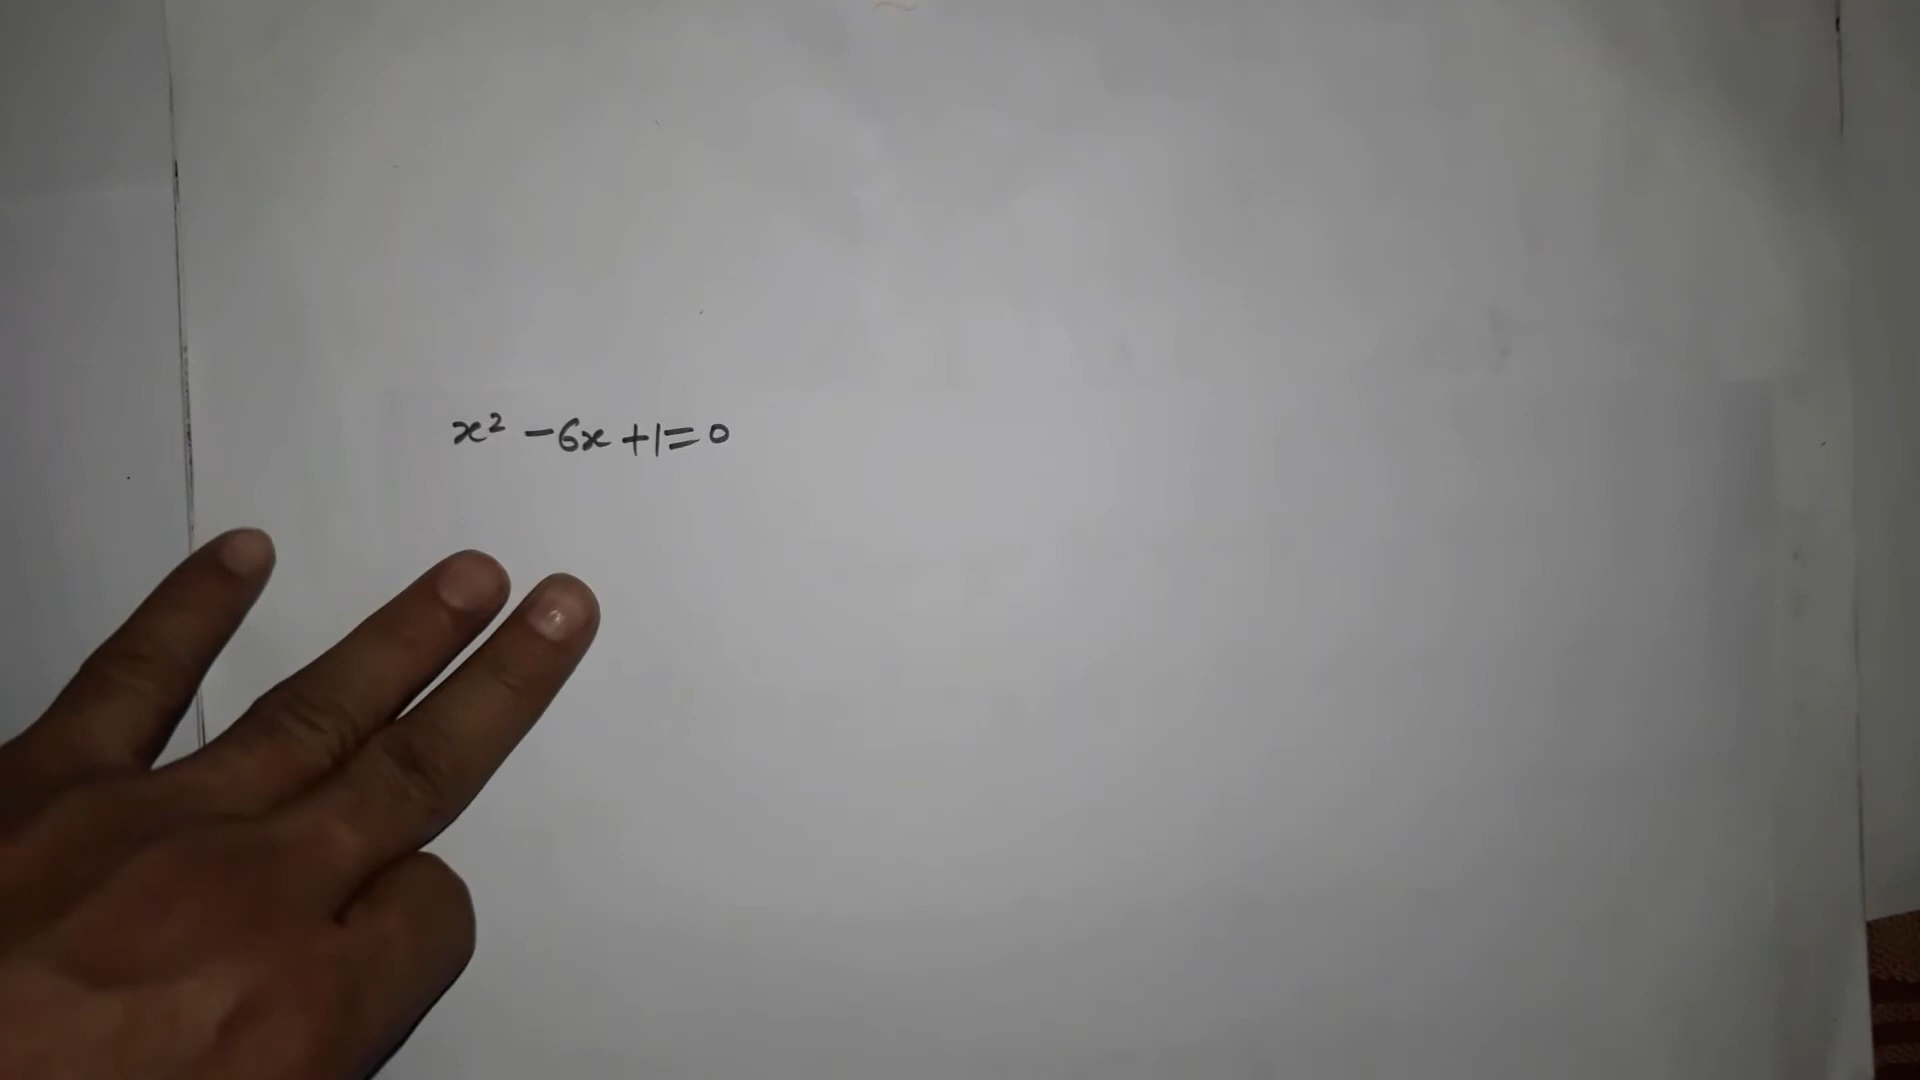 x² - 6x + 1 = 0